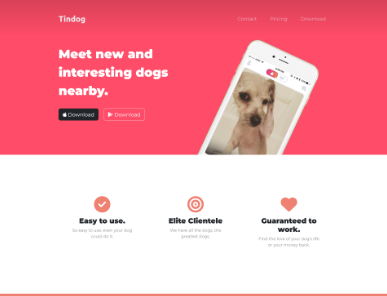 Tindog
Contact Pricing Download
Meet new and
interesting dogs
nearby.
Download Download
Easy to use.
So easy to use even your dog
could do it.
Elite Clientele
We have all the dogs, the
greatest dogs.
Guaranteed to
work.
Find the love of your dog's life
or your money back.